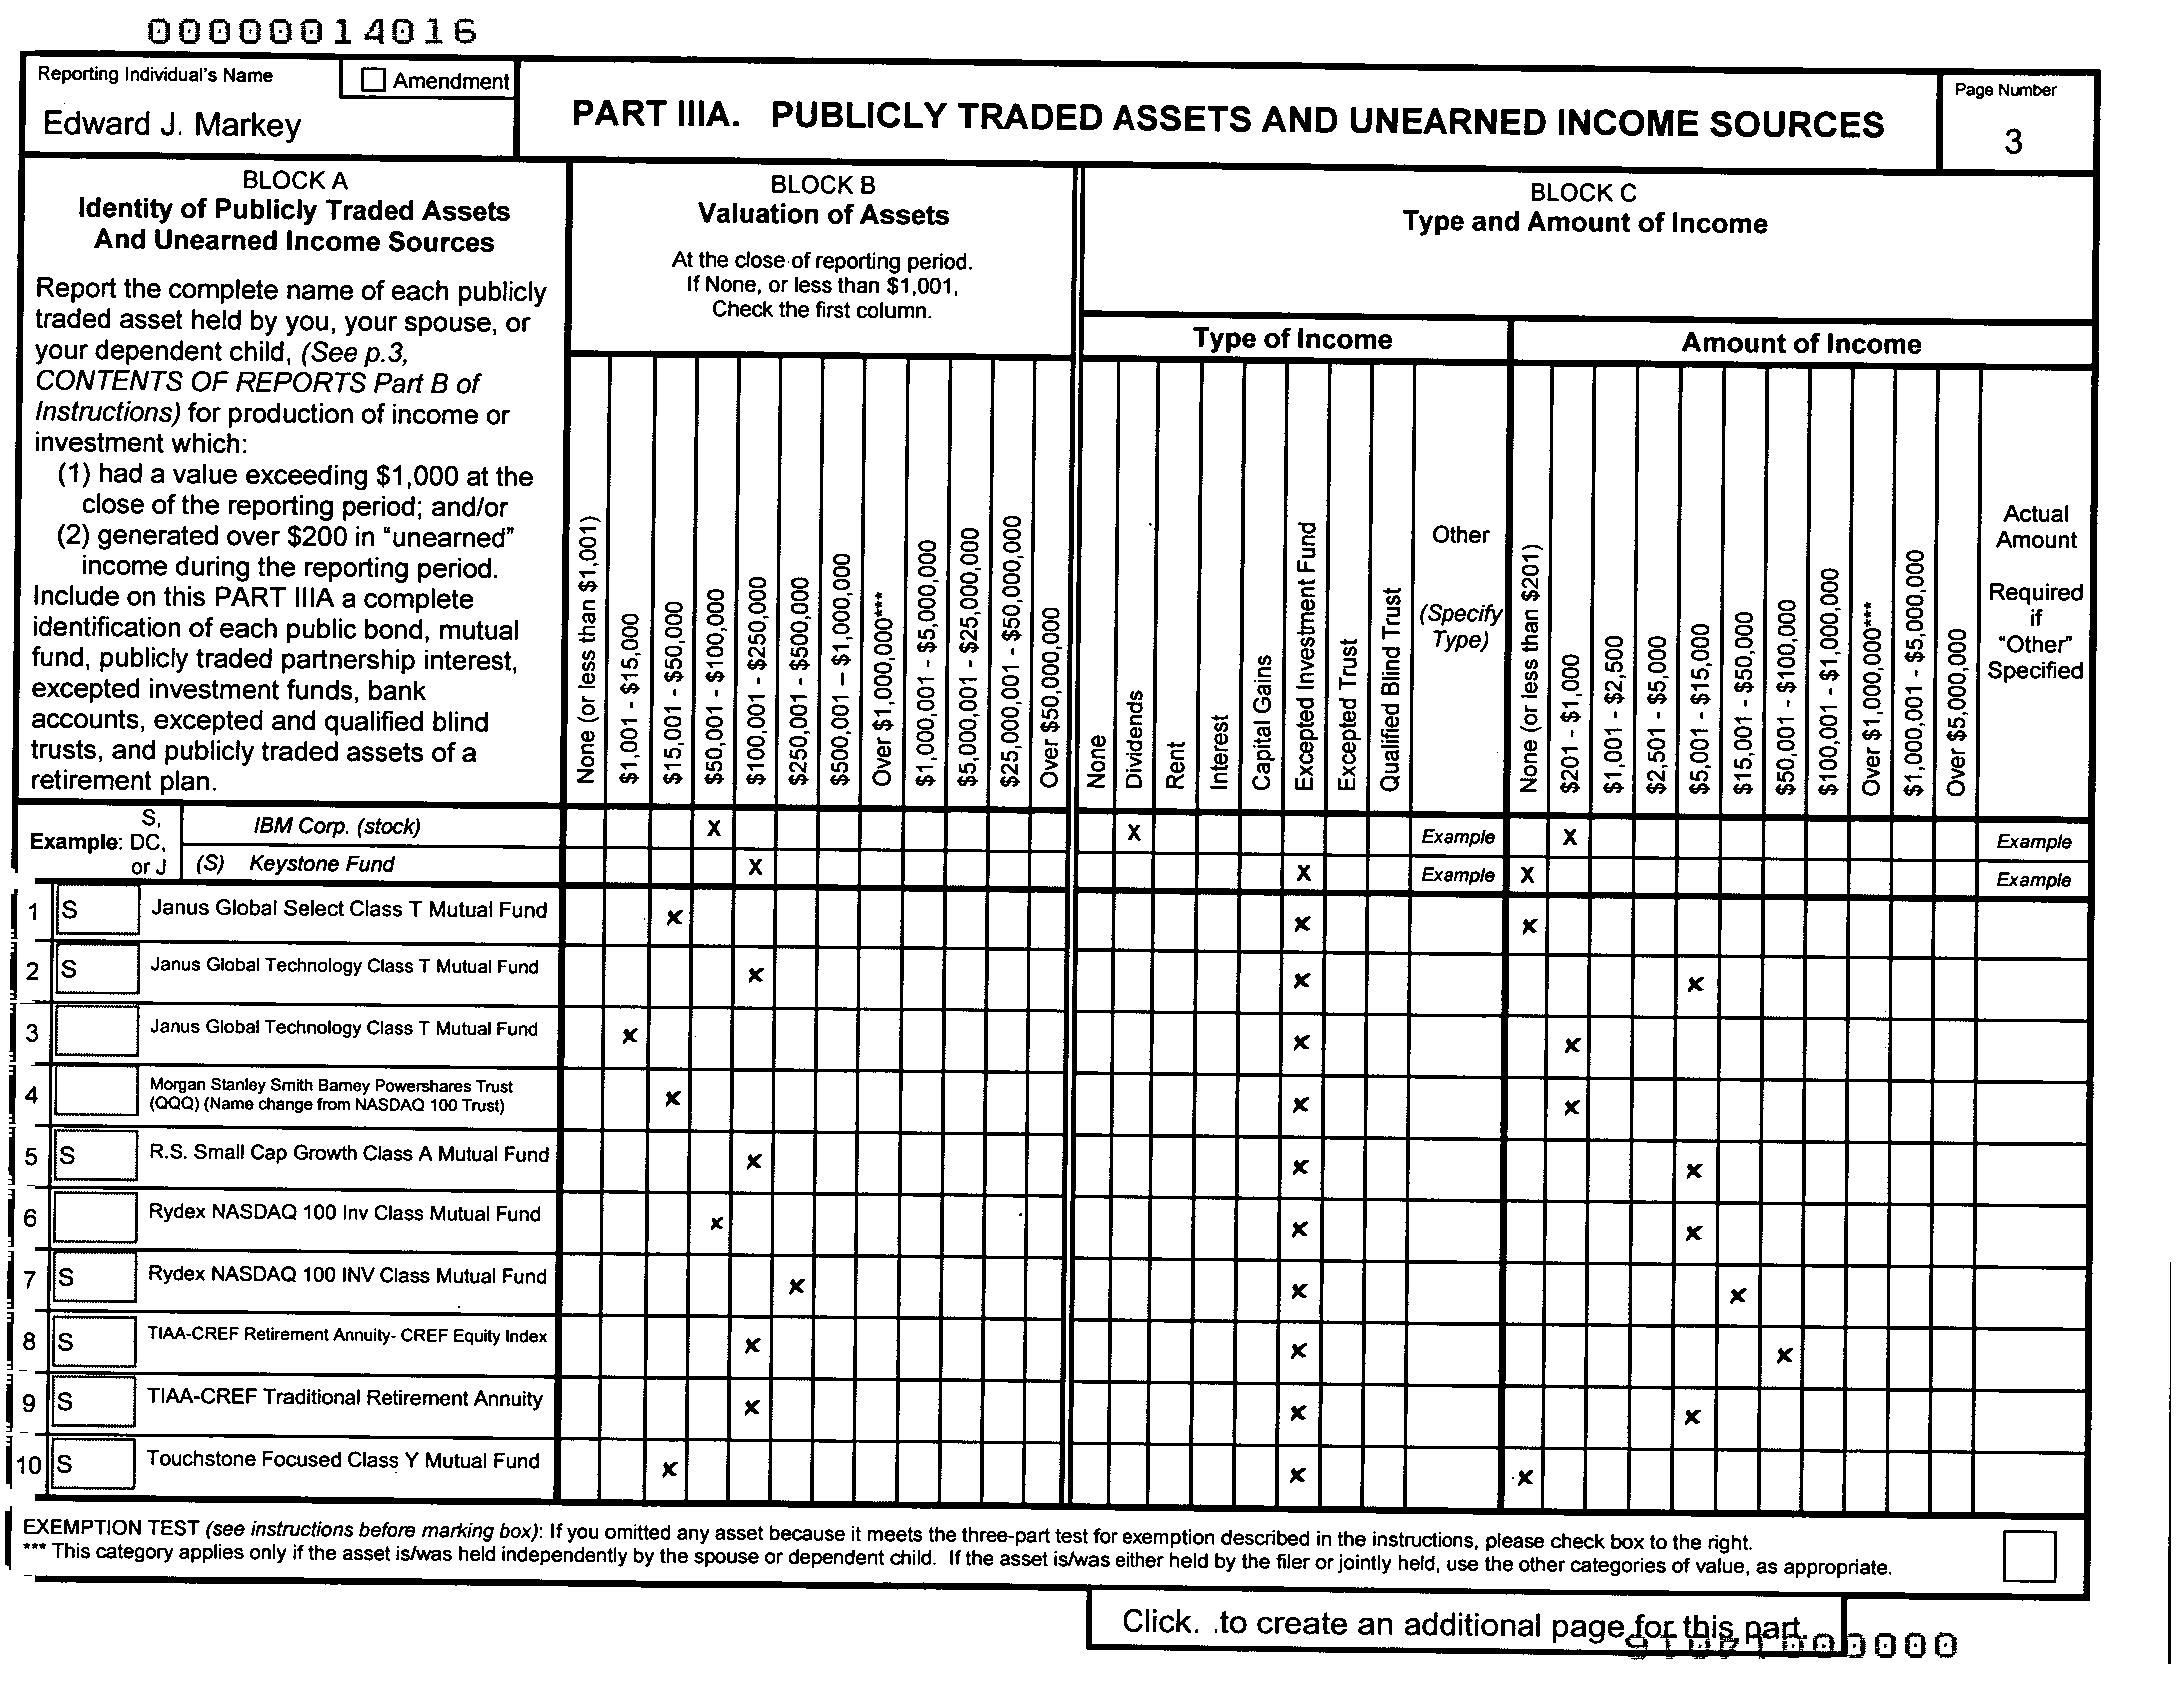 00000014016
Reporting Individual's Name
Amendment
Edward J. Markey
PART IIIA. PUBLICLY TRADED ASSETS AND UNEARNED INCOME SOURCES
Page Number
3
BLOCK A
Identity of Publicly Traded Assets
And Unearned Income Sources
Report the complete name of each publicly
traded asset held by you, your spouse, or
your dependent child, (See p.3,
CONTENTS OF REPORTS Part B of
Instructions) for production of income or
investment which:
(1) had a value exceeding $1,000 at the
close of the reporting period; and/or
(2) generated over $200 in "unearned"
income during the reporting period.
Include on this PART IIIA a complete
identification of each public bond, mutual
fund, publicly traded partnership interest,
excepted investment funds, bank
accounts, excepted and qualified blind
trusts, and publicly traded assets of a
retirement plan.
BLOCK B
Valuation of Assets
At the close of reporting period.
If None, or less than $1,001,
Check the first column.
None (or less than $1,001)
$1,001 - $15,000
$15,001 - $50,000
$50,001 - $100,000
$100,001 - $250,000
$250,001 - $500,000
$500,001 – $1,000,000
Over $1,000,000***
$1,000,001 - $5,000,000
$5,000,001 - $25,000,000
$25,000,001 - $50,000,000
Over $50,000,000
BLOCK C
Type and Amount of Income
Type of Income
None
Dividends
Rent
Interest
Capital Gains
Excepted Investment Fund
Excepted Trust
Qualified Blind Trust
Other
(Specify
Type)
Amount of Income
None (or less than $201)
$201 - $1,000
$1,001 - $2,500
$2,501 - $5,000
$5,001 - $15,000
$15,001 - $50,000
$50,001 - $100,000
$100,001 - $1,000,000
Over $1,000,000***
$1,000,001 - $5,000,000
Over $5,000,000
Actual
Amount
Required
if
"Other"
Specified
Example: S,
DC,
or J
IBM Corp. (stock) X X Example X Example
(S) Keystone Fund X X Example X Example
1 S Janus Global Select Class T Mutual Fund x x x
2 S Janus Global Technology Class T Mutual Fund x x x
3 Janus Global Technology Class T Mutual Fund x x x
4 Morgan Stanley Smith Barney Powershares Trust
(QQQ) (Name change from NASDAQ 100 Trust) x x x
5 S R.S. Small Cap Growth Class A Mutual Fund x x x
6 Rydex NASDAQ 100 Inv Class Mutual Fund x x x
7 S Rydex NASDAQ 100 INV Class Mutual Fund x x x
8 S TIAA-CREF Retirement Annuity- CREF Equity Index x x x
9 S TIAA-CREF Traditional Retirement Annuity x x x
10 S Touchstone Focused Class Y Mutual Fund x x x
EXEMPTION TEST (see instructions before marking box): If you omitted any asset because it meets the three-part test for exemption described in the instructions, please check box to the right.
*** This category applies only if the asset is/was held independently by the spouse or dependent child. If the asset is/was either held by the filer or jointly held, use the other categories of value, as appropriate.
Click. .to create an additional page for this part.